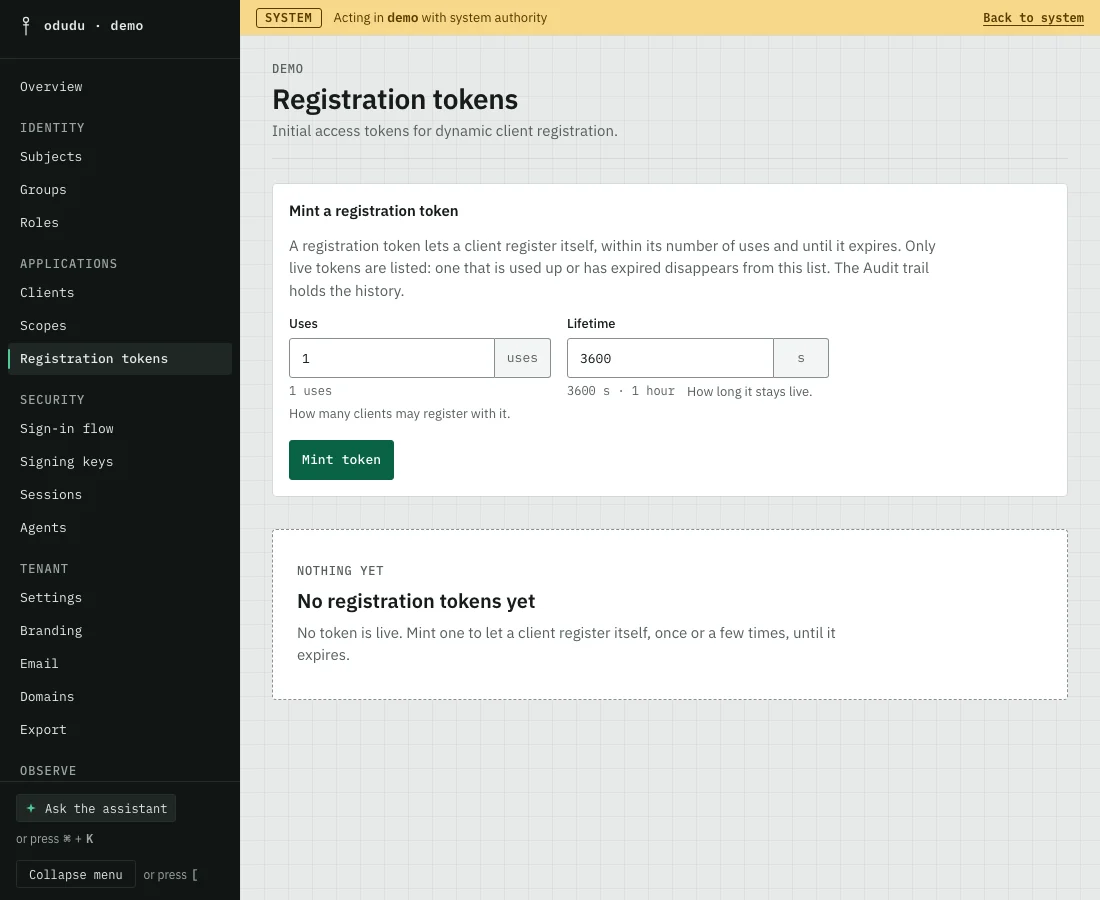 odudu · demo
Overview
IDENTITY
Subjects
Groups
Roles
APPLICATIONS
Clients
Scopes
Registration tokens
SECURITY
Sign-in flow
Signing keys
Sessions
Agents
TENANT
Settings
Branding
Email
Domains
Export
OBSERVE
Ask the assistant
or press ⌘ + K
Collapse menu or press [
SYSTEM Acting in demo with system authority Back to system
DEMO
Registration tokens
Initial access tokens for dynamic client registration.
Mint a registration token
A registration token lets a client register itself, within its number of uses and until it expires. Only
live tokens are listed: one that is used up or has expired disappears from this list. The Audit trail
holds the history.
Uses Lifetime
1 uses 3600 s
1 uses 3600 s · 1 hour How long it stays live.
How many clients may register with it.
Mint token
NOTHING YET
No registration tokens yet
No token is live. Mint one to let a client register itself, once or a few times, until it
expires.